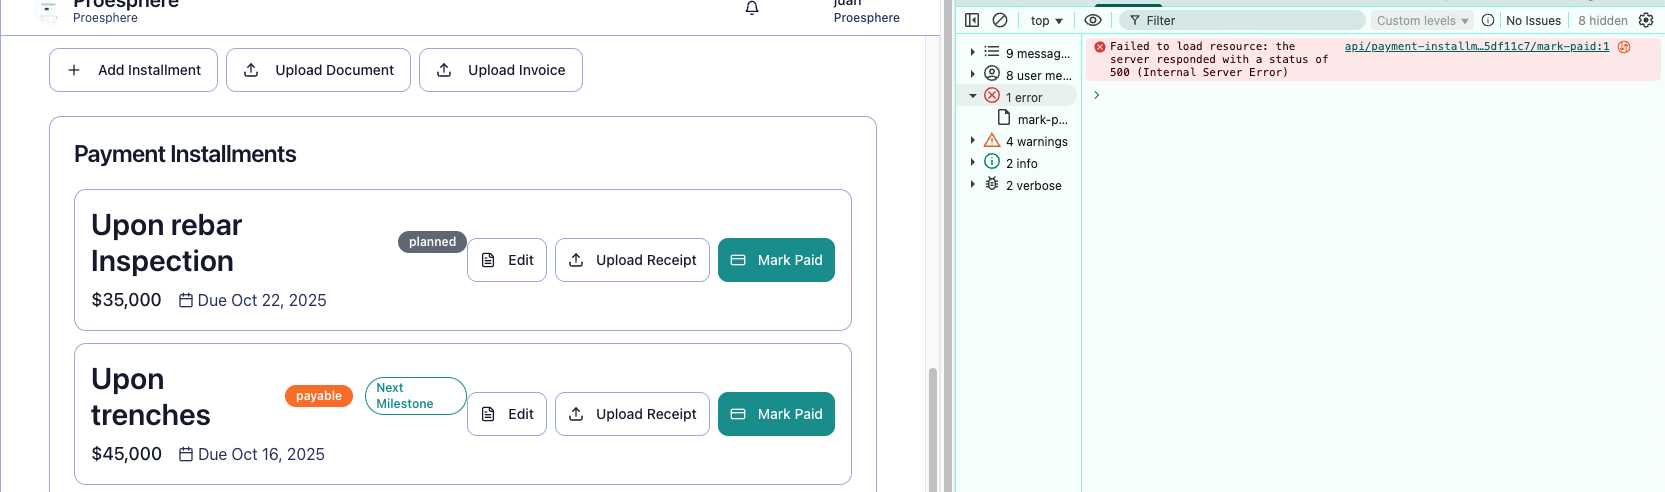 Proesphere
Proesphere
juan
Proesphere
Add Installment
Upload Document
Upload Invoice
Payment Installments
Upon rebar
Inspection
planned
Edit
Upload Receipt
Mark Paid
$35,000
Due Oct 22, 2025
Upon
trenches
payable
Next
Milestone
Edit
Upload Receipt
Mark Paid
$45,000
Due Oct 16, 2025
top
Filter
Custom levels
No Issues
8 hidden
9 messag...
8 user me...
1 error
mark-p...
4 warnings
2 info
2 verbose
Failed to load resource: the
server responded with a status of
500 (Internal Server Error)
api/payment-installm…5df11c7/mark-paid:1